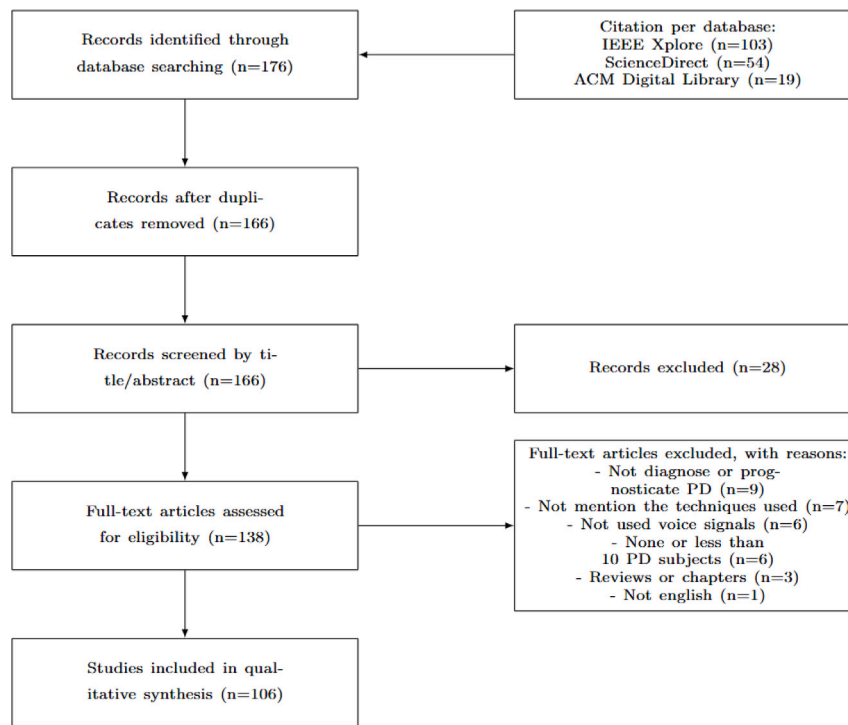 Records identified through
database searching (n=176)
Citation per database:
IEEE Xplore (n=103)
ScienceDirect (n=54)
ACM Digital Library (n=19)
Records after dupli-
cates removed (n=166)
Records screened by ti-
tle/abstract (n=166)
Records excluded (n=28)
Full-text articles assessed
for eligibility (n=138)
Full-text articles excluded, with reasons:
- Not diagnose or prog-
nosticate PD (n=9)
- Not mention the techniques used (n=7)
- Not used voice signals (n=6)
- None or less than
10 PD subjects (n=6)
- Reviews or chapters (n=3)
- Not english (n=1)
Studies included in qual-
itative synthesis (n=106)